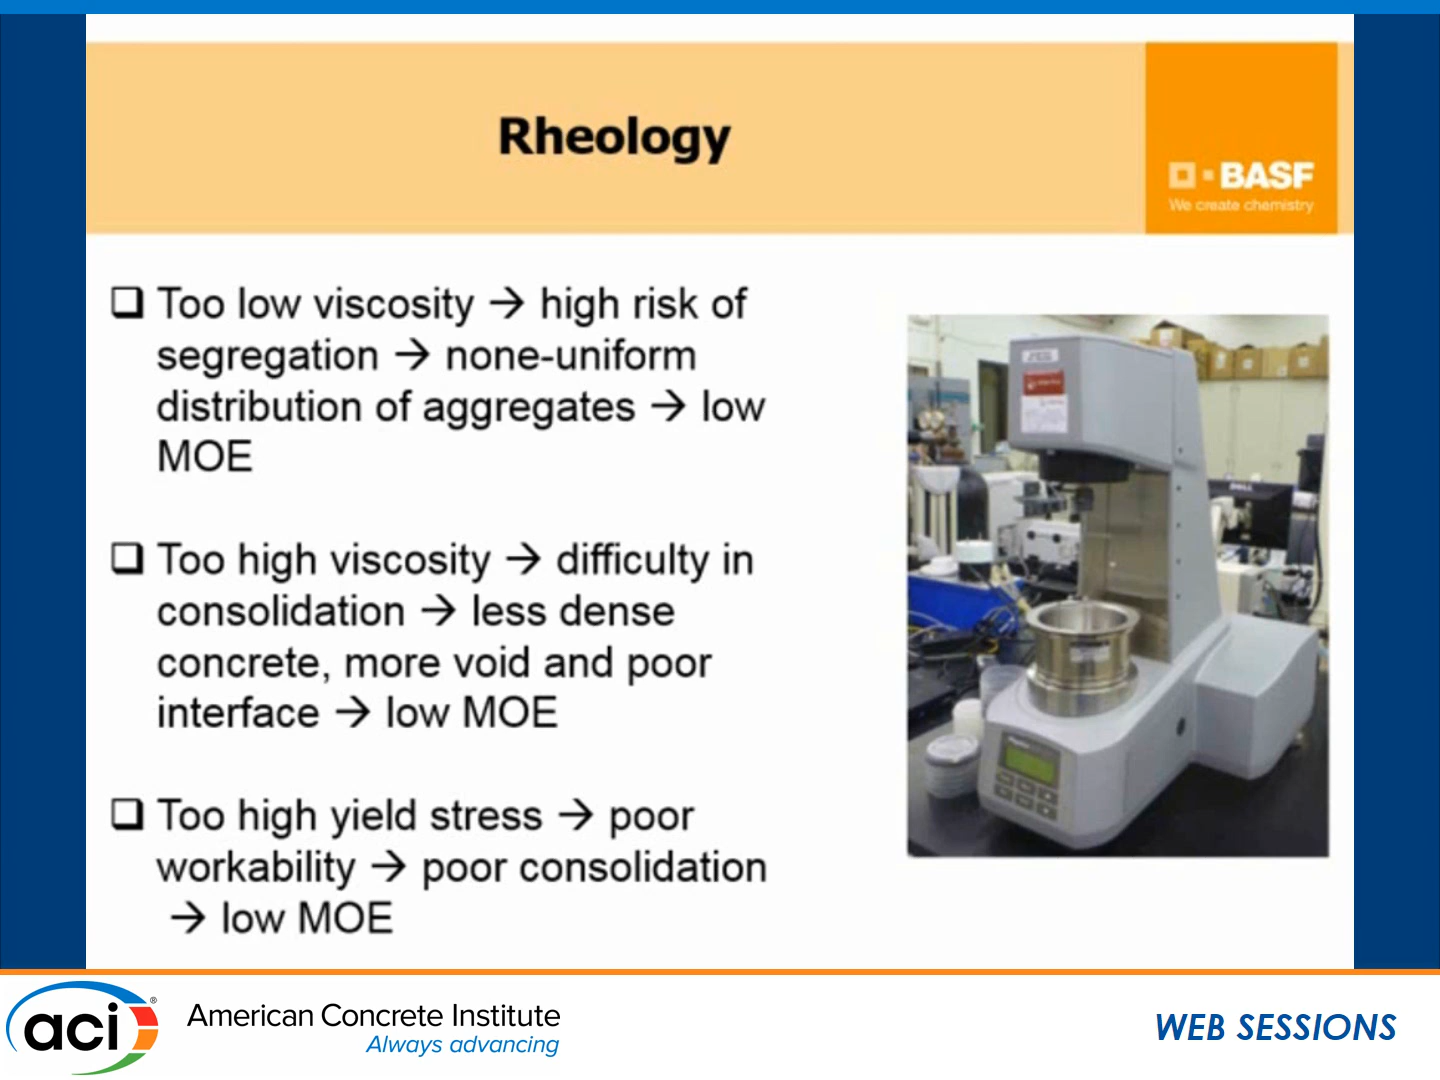 Rheology
BASF
We create chemistry
❑ Too low viscosity → high risk of
segregation → none-uniform
distribution of aggregates → low
MOE
❑ Too high viscosity → difficulty in
consolidation → less dense
concrete, more void and poor
interface → low MOE
❑ Too high yield stress → poor
workability → poor consolidation
→ low MOE
DELL
aci®
American Concrete Institute
Always advancing
WEB SESSIONS